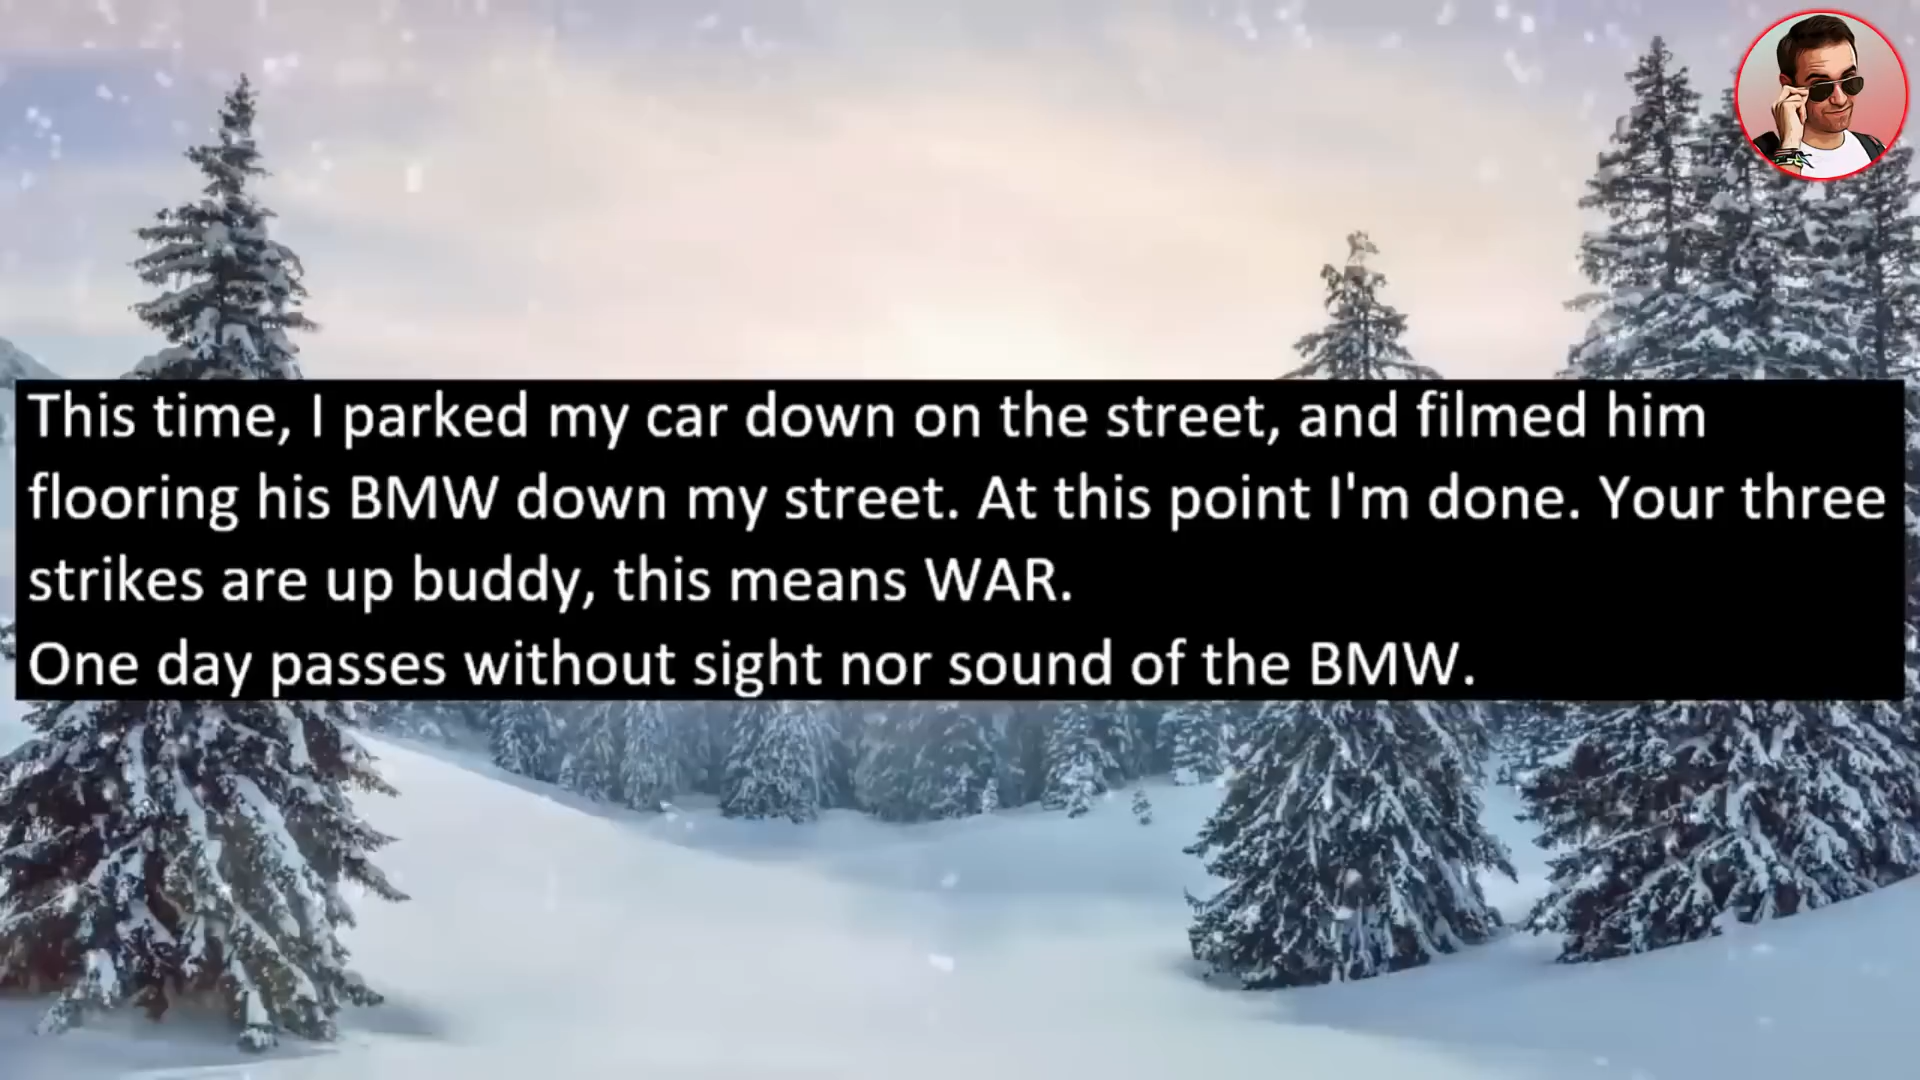 This time, I parked my car down on the street, and filmed him
flooring his BMW down my street. At this point I'm done. Your three
strikes are up buddy, this means WAR.
One day passes without sight nor sound of the BMW.